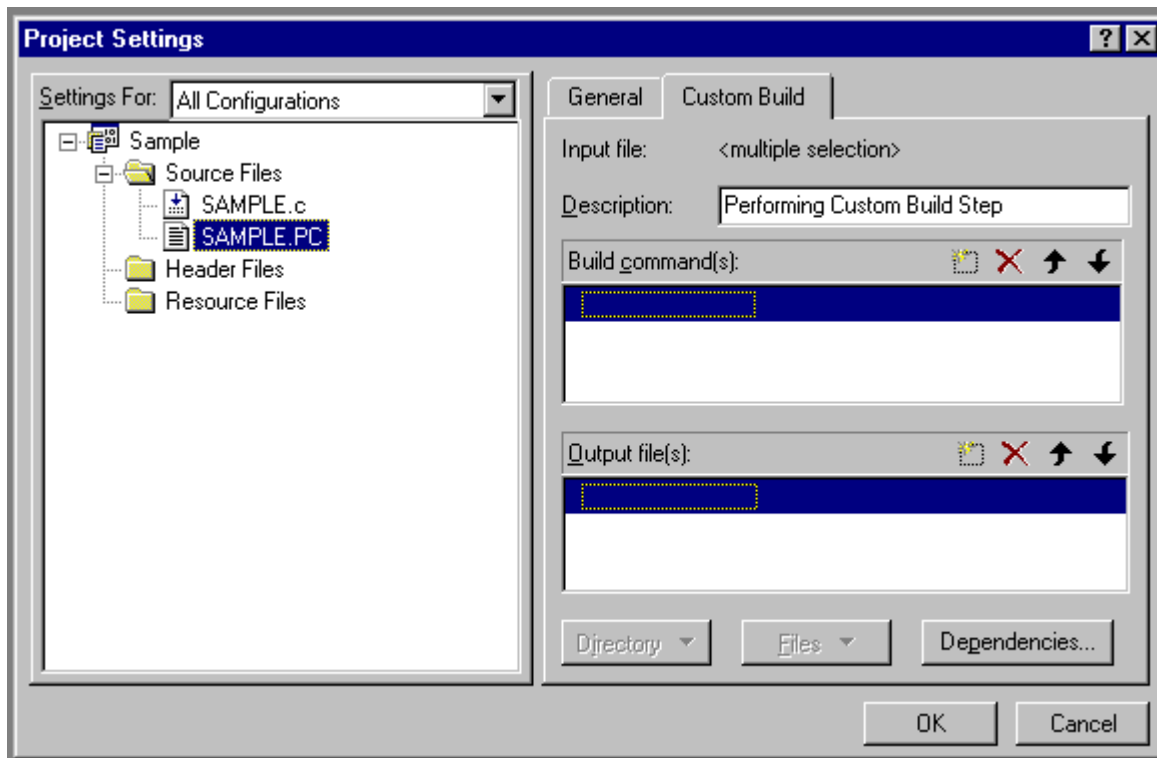 Project Settings
Settings For: All Configurations
Sample
Source Files
SAMPLE.c
SAMPLE.PC
Header Files
Resource Files
General Custom Build
Input file: <multiple selection>
Description: Performing Custom Build Step
Build command(s):
Output file(s):
Directory Files Dependencies...
OK Cancel